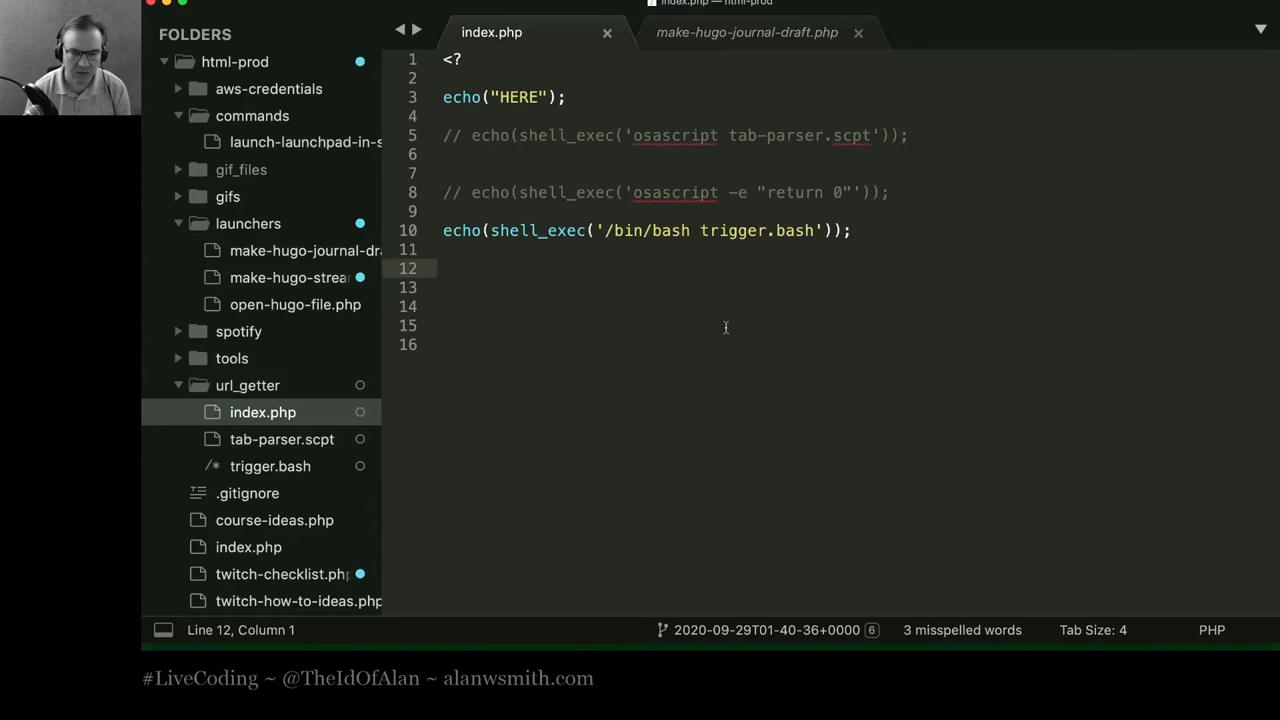 index.php — html-prod
FOLDERS
index.php
make-hugo-journal-draft.php
html-prod
aws-credentials
commands
launch-launchpad-in-s
gif_files
gifs
launchers
make-hugo-journal-dra
make-hugo-strea
open-hugo-file.php
spotify
tools
url_getter
index.php
tab-parser.scpt
/* trigger.bash
.gitignore
course-ideas.php
index.php
twitch-checklist.php
twitch-how-to-ideas.php
1 <?
2
3 echo("HERE");
4
5 // echo(shell_exec('osascript tab-parser.scpt'));
6
7
8 // echo(shell_exec('osascript -e "return 0"'));
9
10 echo(shell_exec('/bin/bash trigger.bash'));
11
12
13
14
15
16
Line 12, Column 1
2020-09-29T01-40-36+0000 6
3 misspelled words
Tab Size: 4
PHP
#LiveCoding ~ @TheIdOfAlan ~ alanwsmith.com